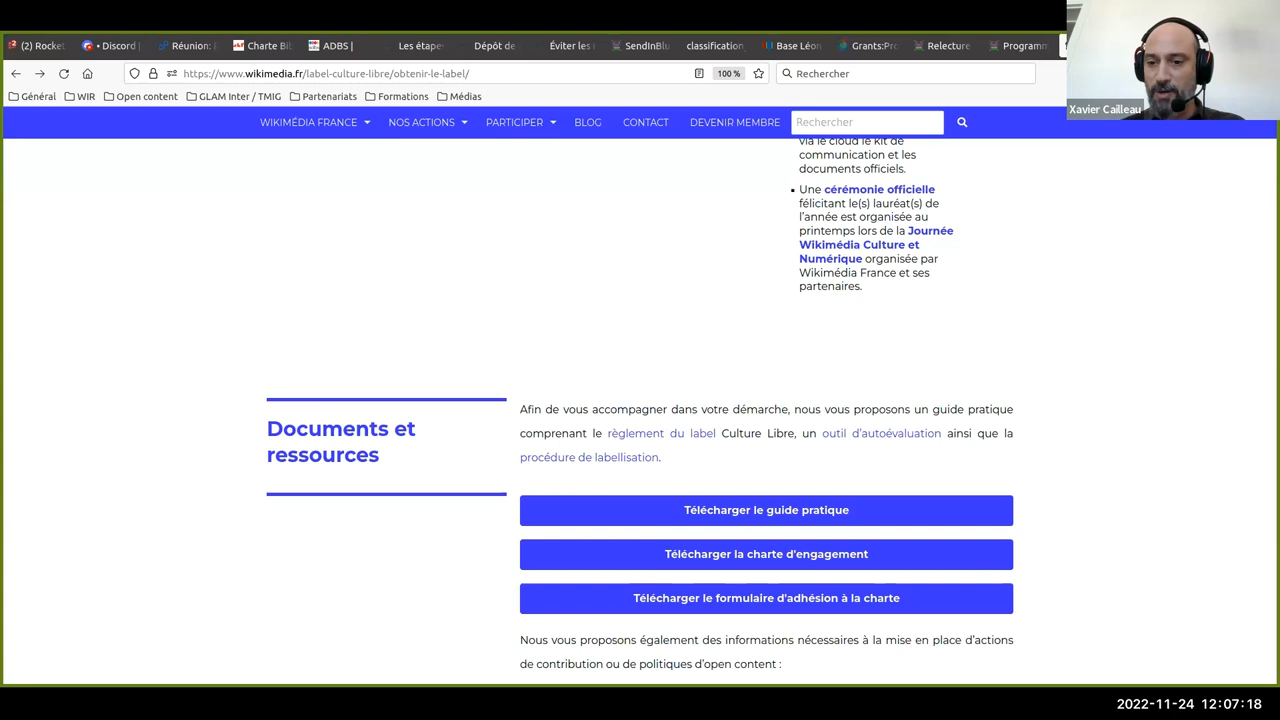 (2) Rocket
• Discord |
Réunion:
Charte Bi
ADBS |
Les étape
Dépôt de
Éviter les
SendInBlu
classification
Base Léon
Grants:Pro
Relecture
Programm
https://www.wikimedia.fr/label-culture-libre/obtenir-le-label/
100 %
Rechercher
Xavier Cailleau
Général
WIR
Open content
GLAM Inter / TMIG
Partenariats
Formations
Médias
WIKIMÉDIA FRANCE
NOS ACTIONS
PARTICIPER
BLOG
CONTACT
DEVENIR MEMBRE
Rechercher
via le cloud le kit de
communication et les
documents officiels.
Une cérémonie officielle
félicitant le(s) lauréat(s) de
l'année est organisée au
printemps lors de la Journée
Wikimédia Culture et
Numérique organisée par
Wikimédia France et ses
partenaires.
Documents et
ressources
Afin de vous accompagner dans votre démarche, nous vous proposons un guide pratique
comprenant le règlement du label Culture Libre, un outil d'autoévaluation ainsi que la
procédure de labellisation.
Télécharger le guide pratique
Télécharger la charte d'engagement
Télécharger le formulaire d'adhésion à la charte
Nous vous proposons également des informations nécessaires à la mise en place d'actions
de contribution ou de politiques d'open content :
2022-11-24 12:07:18